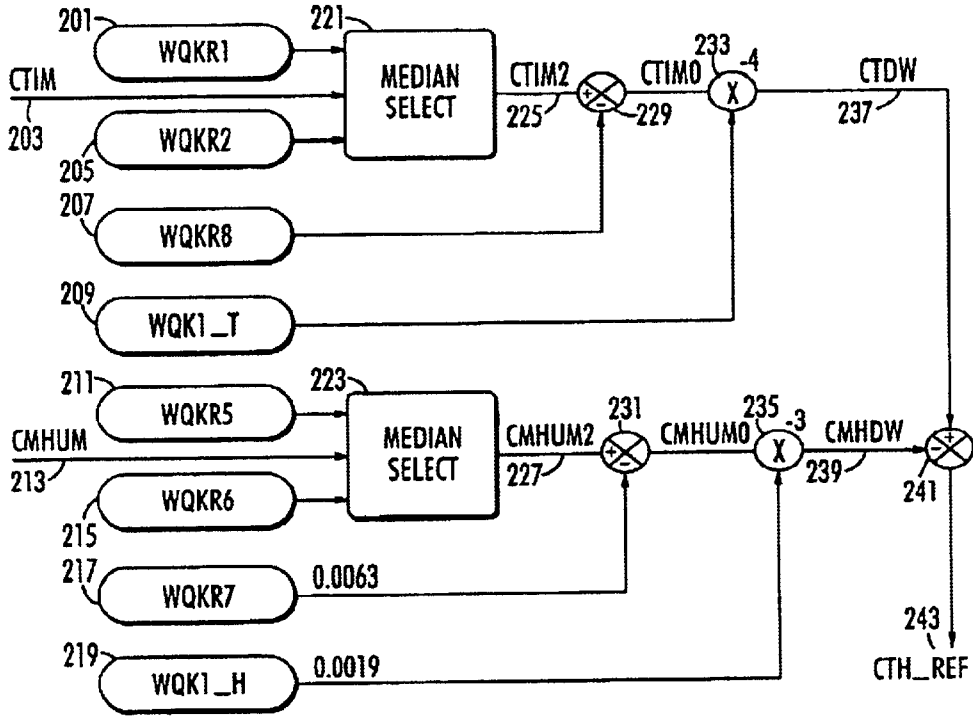 201
WQKR1
221
CTIM
203
MEDIAN
SELECT
CTIM2
225
+
-
229
CTIM0
233
X
-4
CTDW
237
205
WQKR2
207
WQKR8
209
WQK1_T
211
WQKR5
223
CMHUM
213
MEDIAN
SELECT
CMHUM2
227
231
+
-
CMHUM0
235
X
-3
CMHDW
239
+
-
241
215
WQKR6
217
WQKR7
0.0063
219
WQK1_H
0.0019
243
CTH_REF